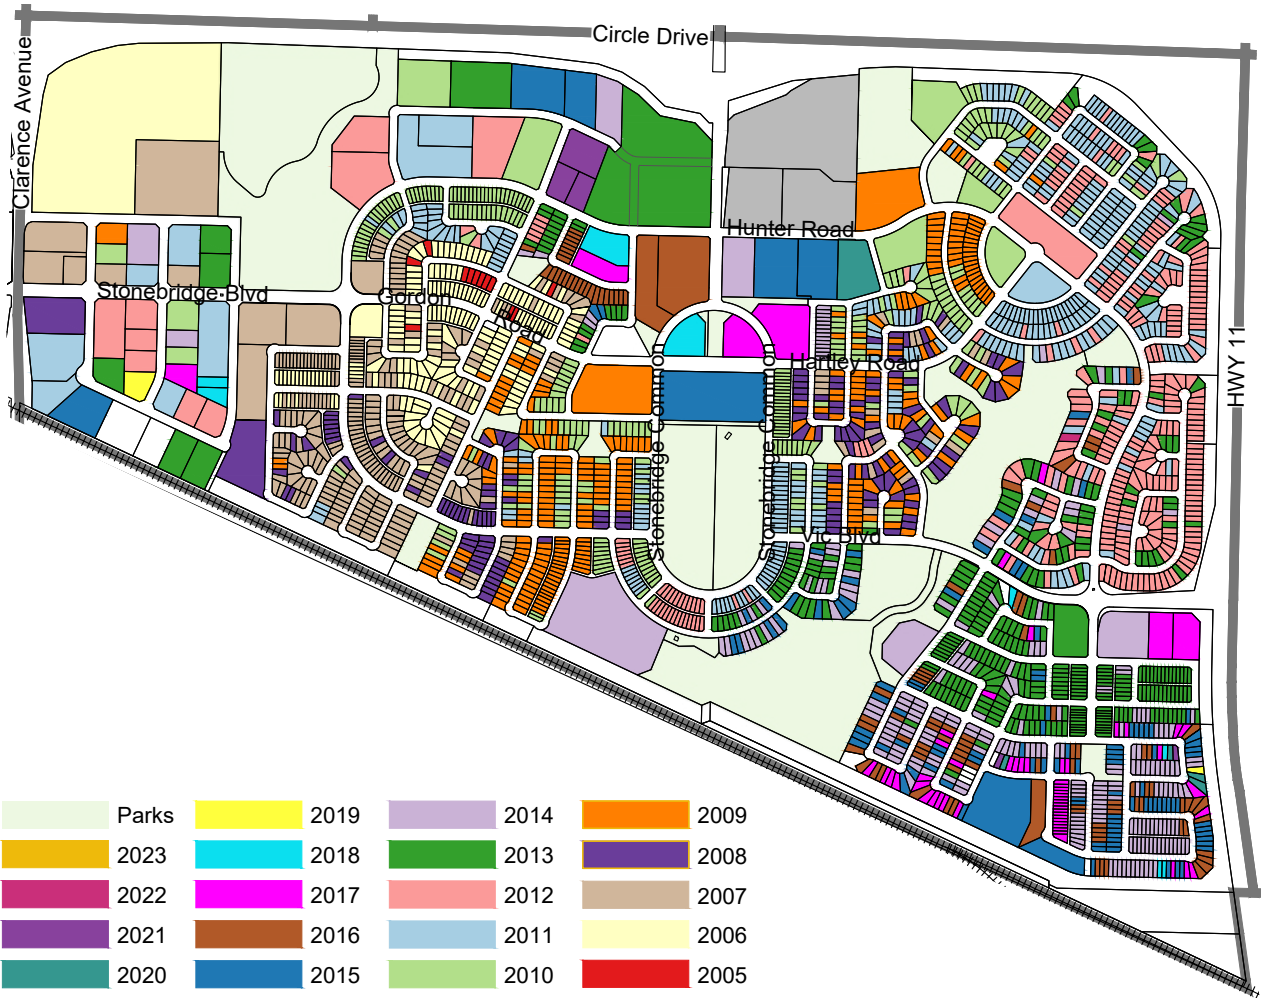 Circle Drive
Clarence Avenue
Hunter Road
Stonebridge Blvd
Gordon
Road
HWY 11
Hartley Road
Stonebridge Common
Stonebridge Common
Vic Blvd
Parks 2019 2014 2009
2023 2018 2013 2008
2022 2017 2012 2007
2021 2016 2011 2006
2020 2015 2010 2005